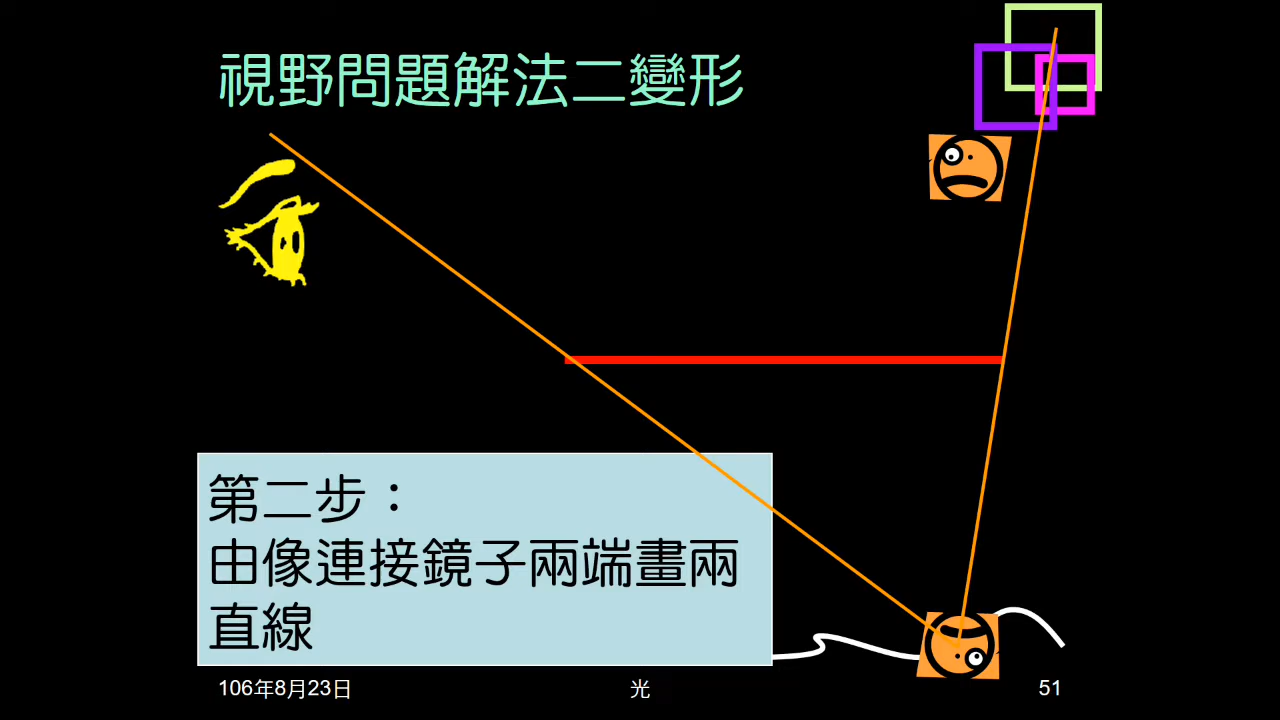 視野問題解法二變形
第二步：
由像連接鏡子兩端畫兩
直線
106年8月23日
光
51